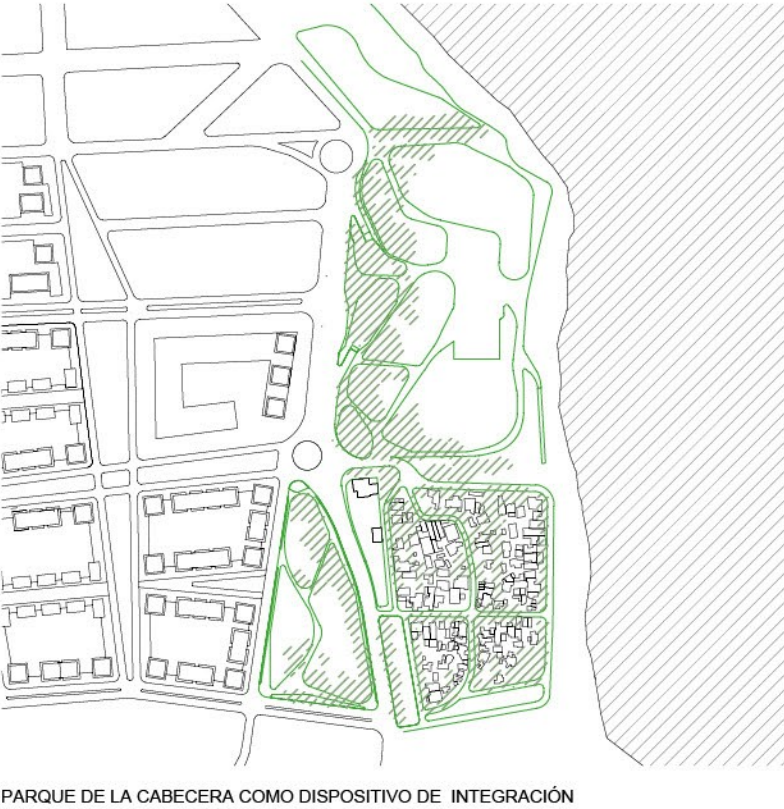 PARQUE DE LA CABECERA COMO DISPOSITIVO DE INTEGRACIÓN